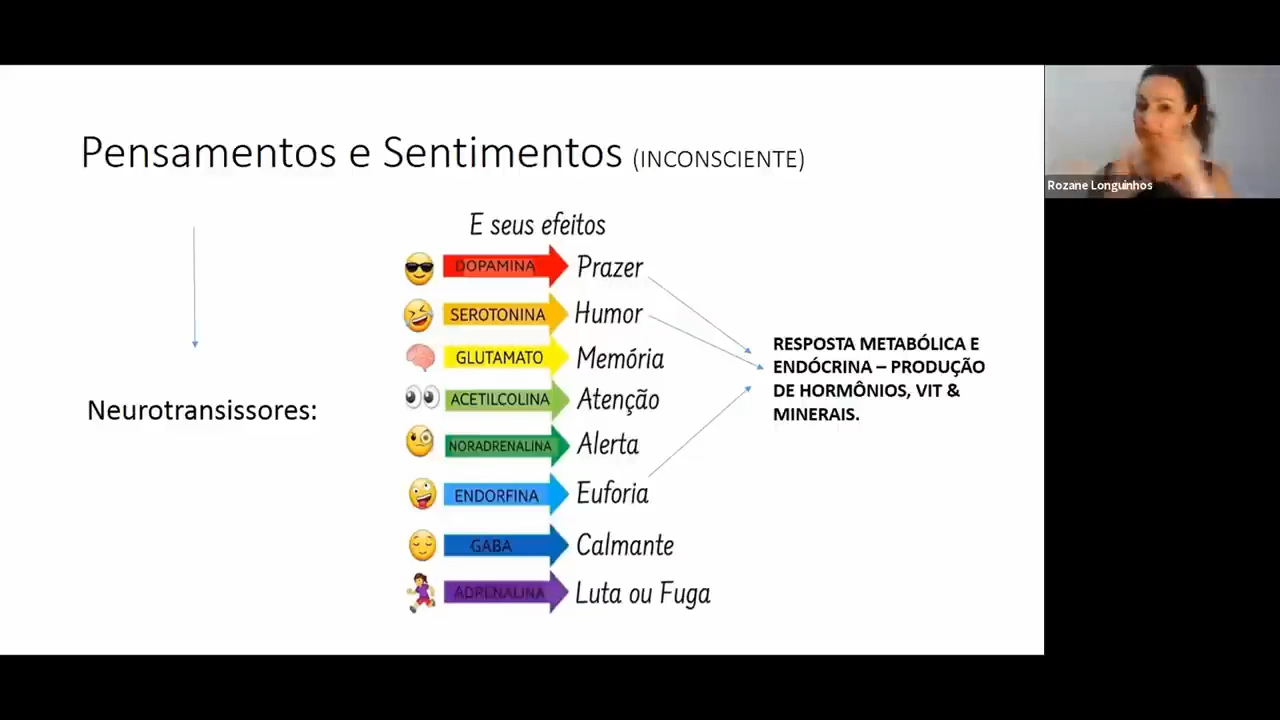 Pensamentos e Sentimentos (INCONSCIENTE)
Rozane Longuinhos
E seus efeitos
DOPAMINA Prazer
SEROTONINA Humor
GLUTAMATO Memória
ACETILCOLINA Atenção
NORADRENALINA Alerta
ENDORFINA Euforia
GABA Calmante
ADRENALINA Luta ou Fuga
Neurotransissores:
RESPOSTA METABÓLICA E
ENDÓCRINA – PRODUÇÃO
DE HORMÔNIOS, VIT &
MINERAIS.